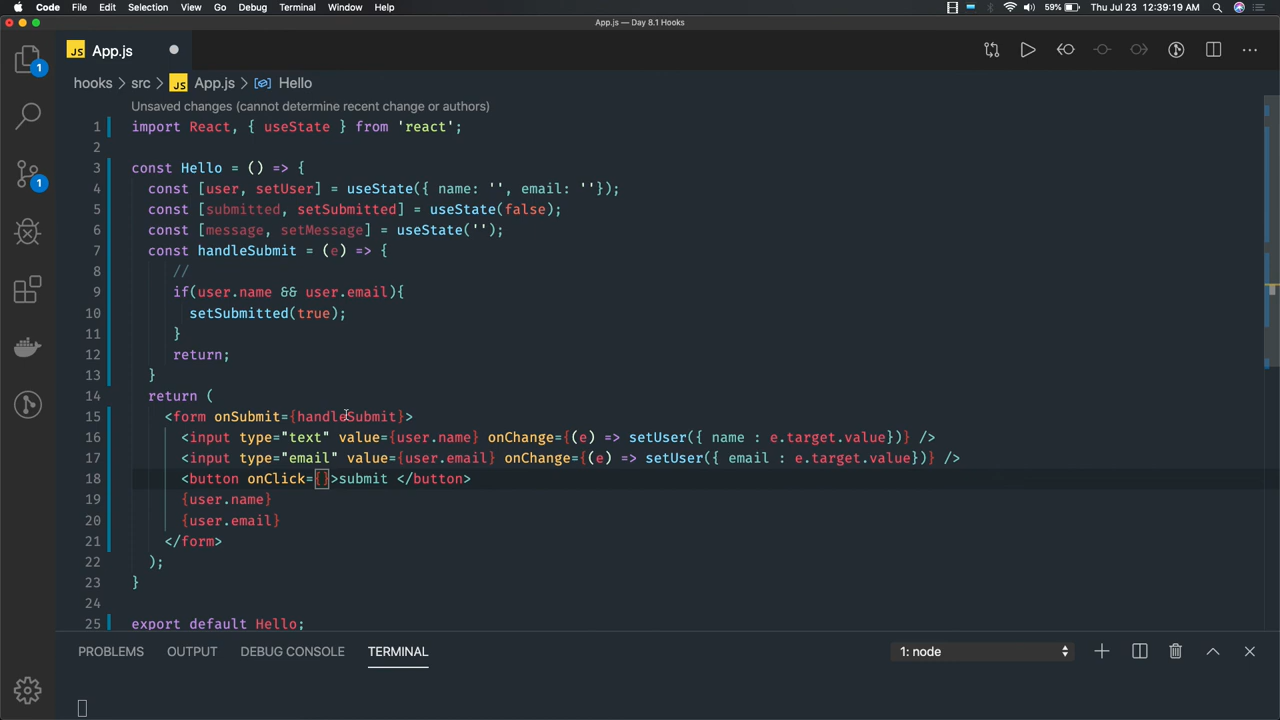 Code File Edit Selection View Go Debug Terminal Window Help 59% Thu Jul 23 12:39:19 AM
App.js — Day 8.1 Hooks
JS App.js
1
hooks > src > JS App.js > Hello
Unsaved changes (cannot determine recent change or authors)
1 import React, { useState } from 'react';
2
3 const Hello = () => {
4 const [user, setUser] = useState({ name: '', email: ''});
5 const [submitted, setSubmitted] = useState(false);
1
6 const [message, setMessage] = useState('');
7 const handleSubmit = (e) => {
8 //
9 if(user.name && user.email){
10 setSubmitted(true);
11 }
12 return;
13 }
14 return (
15 <form onSubmit={handleSubmit}>
16 <input type="text" value={user.name} onChange={(e) => setUser({ name : e.target.value})} />
17 <input type="email" value={user.email} onChange={(e) => setUser({ email : e.target.value})} />
18 <button onClick={}>submit </button>
19 {user.name}
20 {user.email}
21 </form>
22 );
23 }
24
25 export default Hello;
PROBLEMS OUTPUT DEBUG CONSOLE TERMINAL 1: node